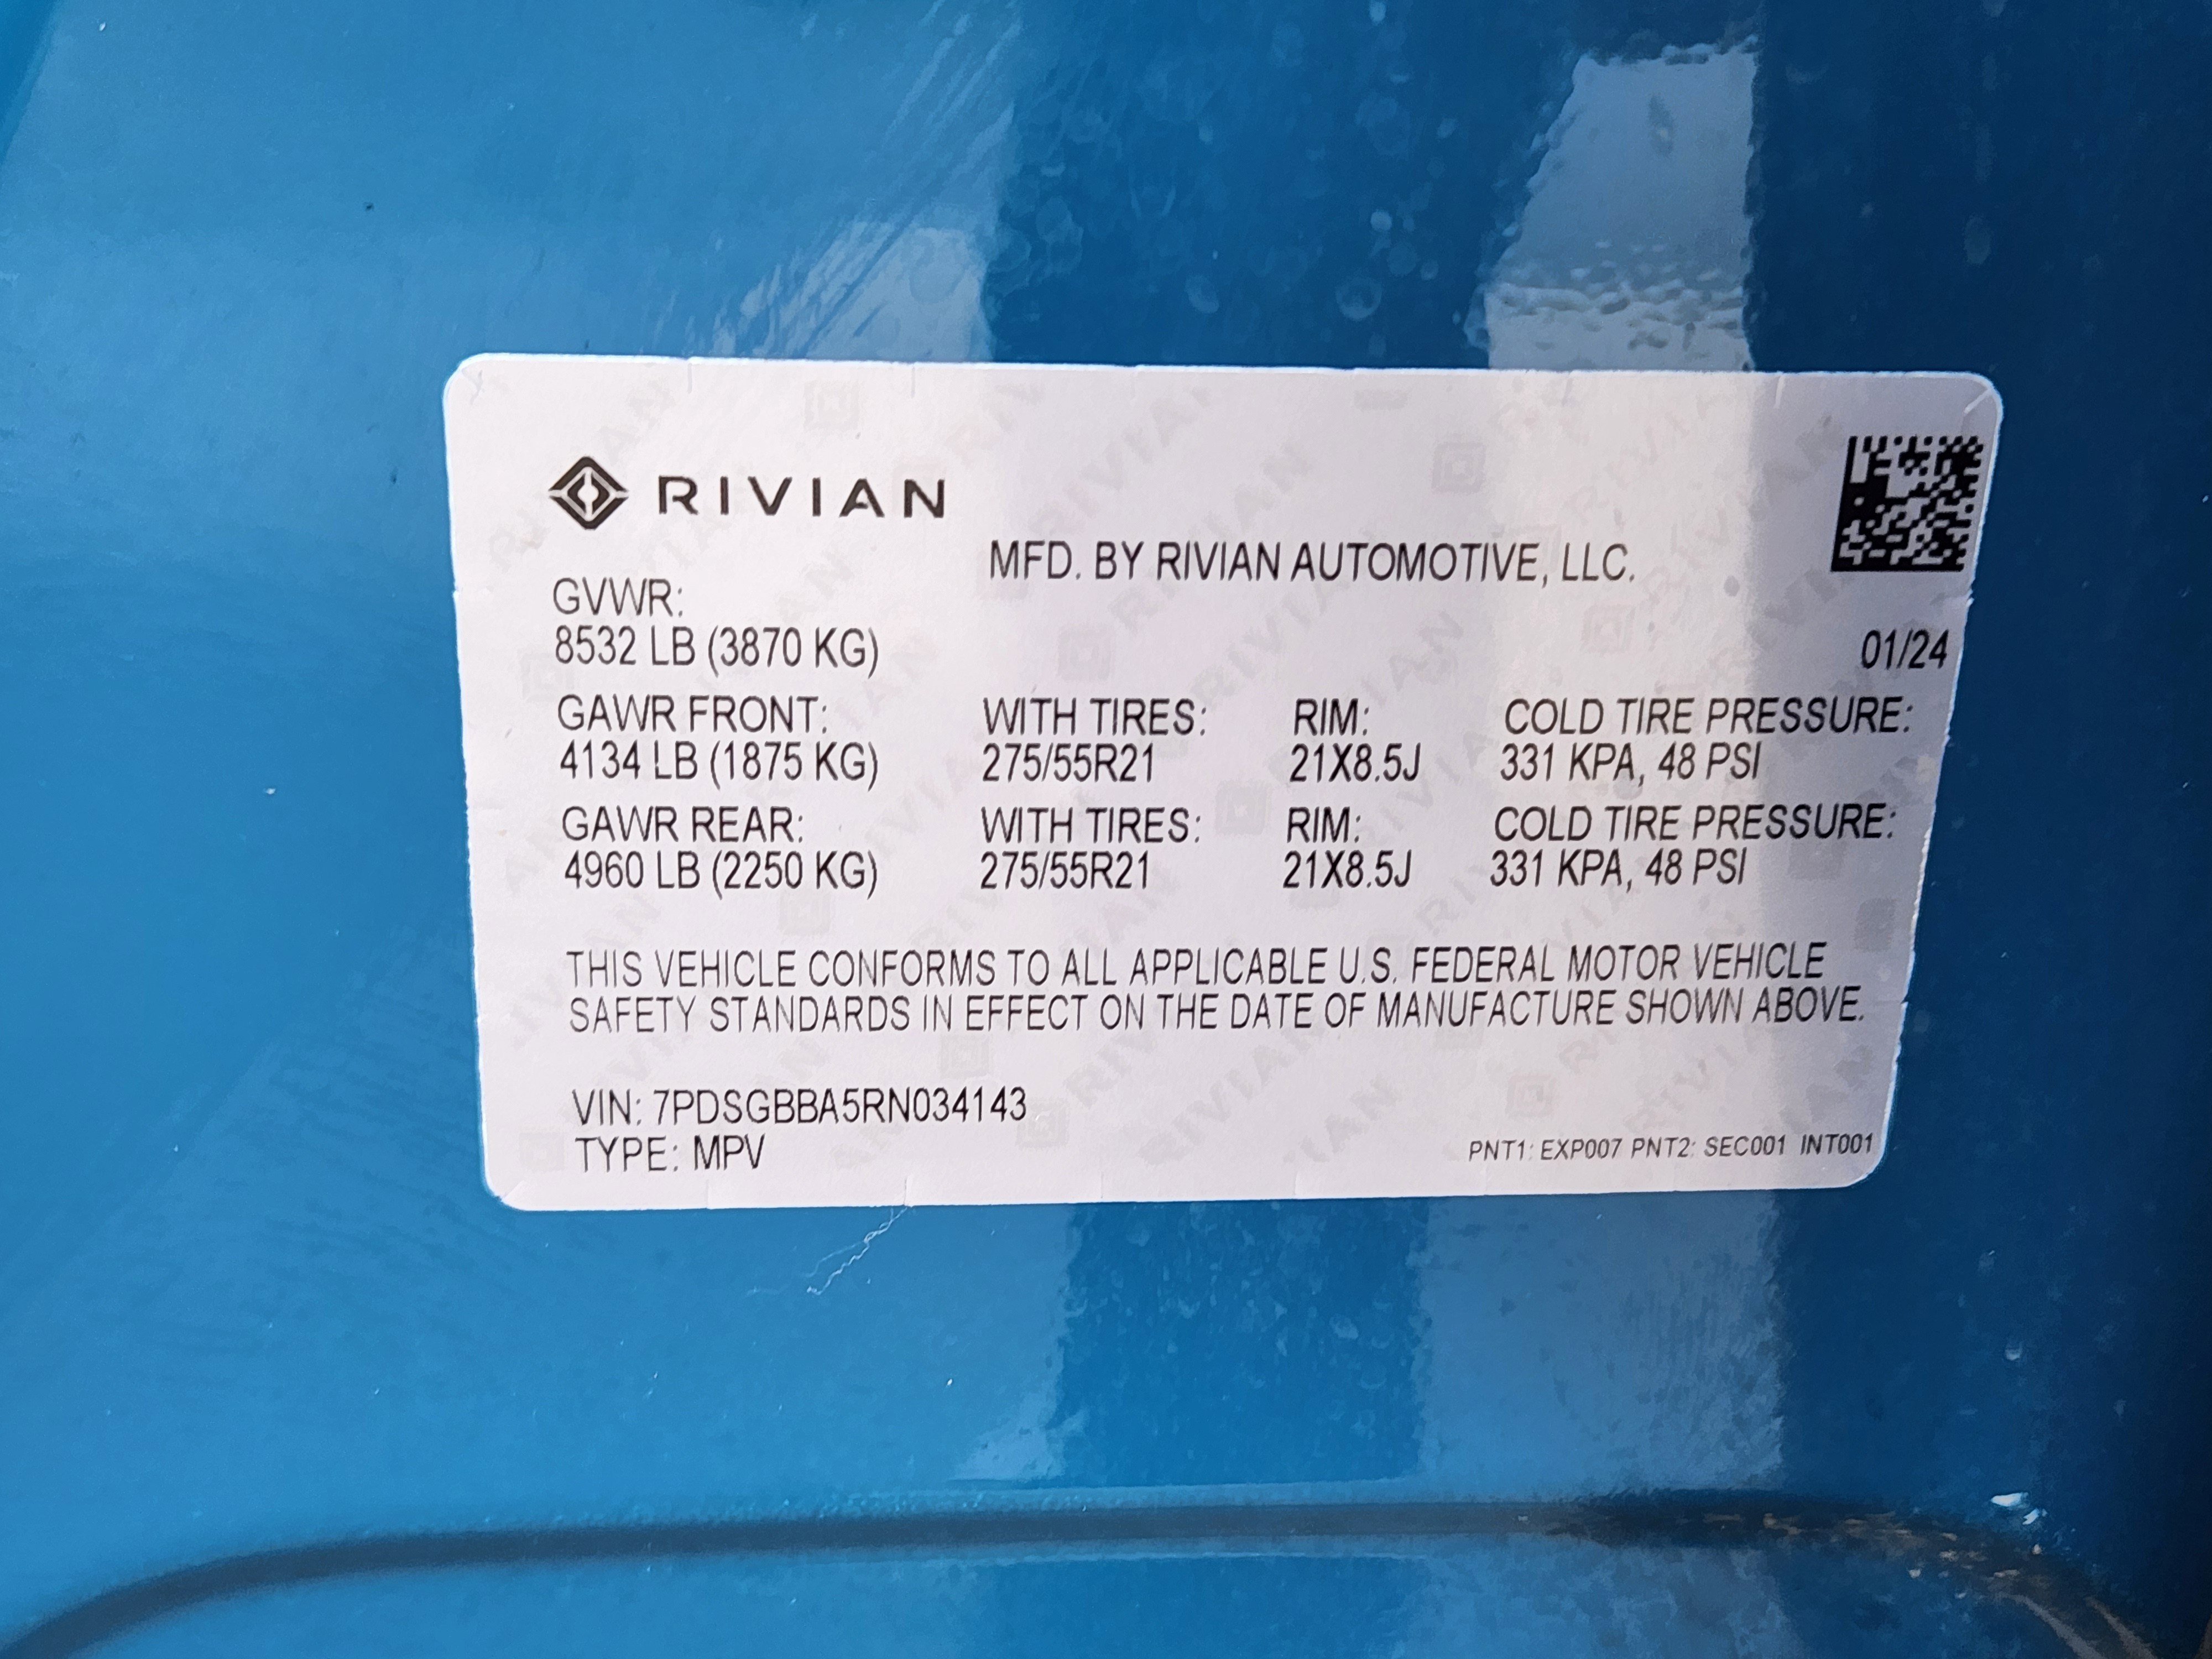 RIVIAN
MFD. BY RIVIAN AUTOMOTIVE, LLC.
GVWR:
8532 LB (3870 KG)
01/24
GAWR FRONT: WITH TIRES: RIM: COLD TIRE PRESSURE:
4134 LB (1875 KG) 275/55R21 21X8.5J 331 KPA, 48 PSI
GAWR REAR: WITH TIRES: RIM: COLD TIRE PRESSURE:
4960 LB (2250 KG) 275/55R21 21X8.5J 331 KPA, 48 PSI
THIS VEHICLE CONFORMS TO ALL APPLICABLE U.S. FEDERAL MOTOR VEHICLE
SAFETY STANDARDS IN EFFECT ON THE DATE OF MANUFACTURE SHOWN ABOVE.
VIN: 7PDSGBBA5RN034143
TYPE: MPV
PNT1: EXP007 PNT2: SEC001 INT001